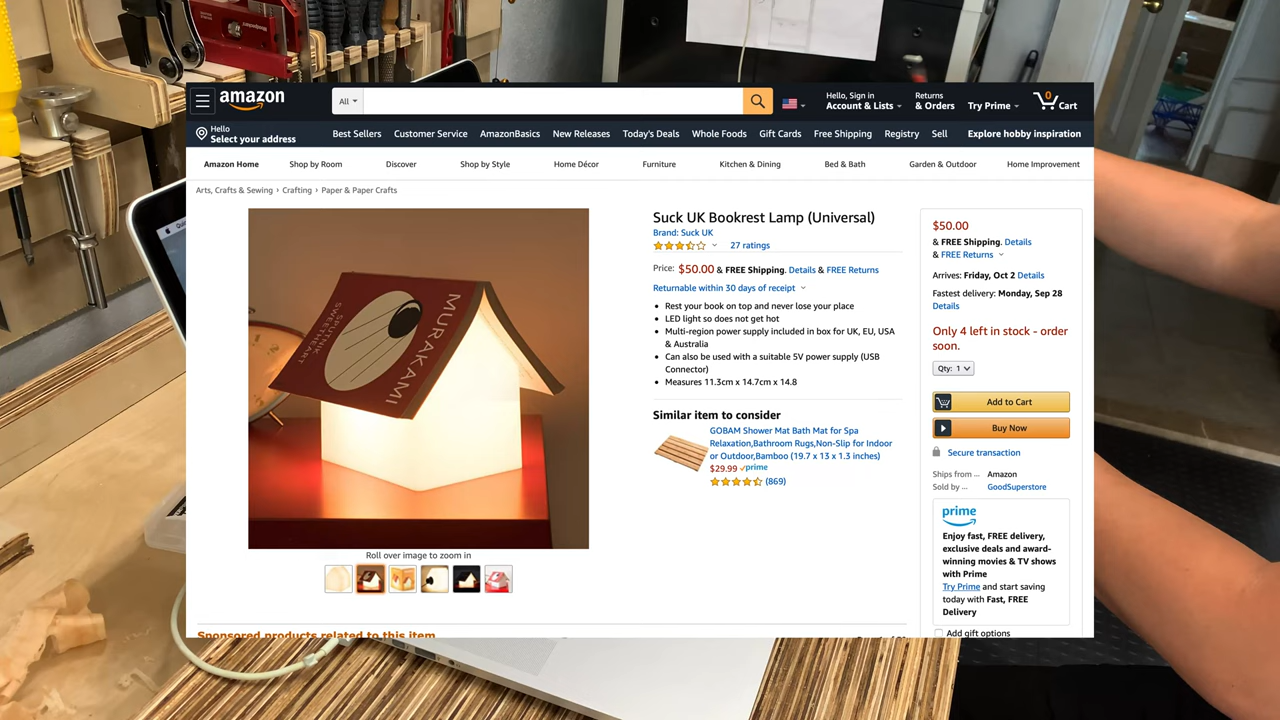 amazon
All
Hello, Sign in
Account & Lists
Returns
& Orders
Try Prime
0
Cart
Hello
Select your address
Best Sellers
Customer Service
AmazonBasics
New Releases
Today's Deals
Whole Foods
Gift Cards
Free Shipping
Registry
Sell
Explore hobby inspiration
Amazon Home
Shop by Room
Discover
Shop by Style
Home Décor
Furniture
Kitchen & Dining
Bed & Bath
Garden & Outdoor
Home Improvement
Arts, Crafts & Sewing › Crafting › Paper & Paper Crafts
MURAKAMI
SPUTNIK
SWEETHEART
Roll over image to zoom in
Suck UK Bookrest Lamp (Universal)
Brand: Suck UK
27 ratings
Price: $50.00 & FREE Shipping. Details & FREE Returns
Returnable within 30 days of receipt
• Rest your book on top and never lose your place
• LED light so does not get hot
• Multi-region power supply included in box for UK, EU, USA
& Australia
• Can also be used with a suitable 5V power supply (USB
Connector)
• Measures 11.3cm x 14.7cm x 14.8
Similar item to consider
GOBAM Shower Mat Bath Mat for Spa
Relaxation,Bathroom Rugs,Non-Slip for Indoor
or Outdoor,Bamboo (19.7 x 13 x 1.3 inches)
$29.99 prime
(869)
$50.00
& FREE Shipping. Details
& FREE Returns
Arrives: Friday, Oct 2 Details
Fastest delivery: Monday, Sep 28
Details
Only 4 left in stock - order
soon.
Qty: 1
Add to Cart
Buy Now
Secure transaction
Ships from ... Amazon
Sold by ... GoodSuperstore
prime
Enjoy fast, FREE delivery,
exclusive deals and award-
winning movies & TV shows
with Prime
Try Prime and start saving
today with Fast, FREE
Delivery
Add gift options
Sponsored products related to this item